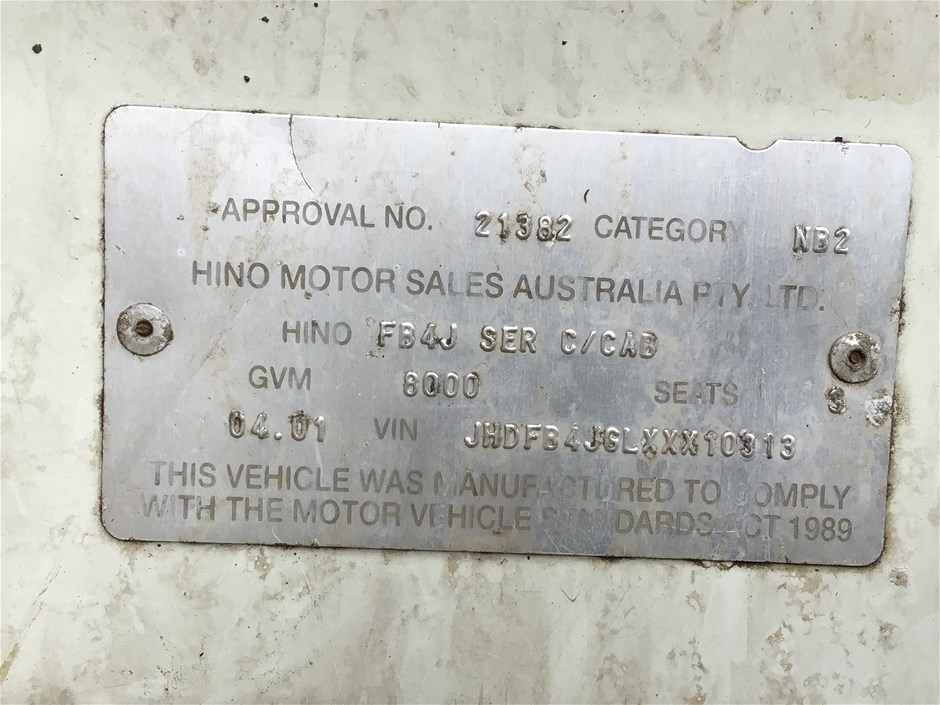 APPROVAL NO. 21382 CATEGORY NB2
HINO MOTOR SALES AUSTRALIA PTY. LTD.
HINO FB4J SER C/CAB
GVM 8000 SEATS 3
04.01 VIN JHDFB4JGLXXX10313
THIS VEHICLE WAS MANUFACTURED TO COMPLY
WITH THE MOTOR VEHICLE STANDARDS ACT 1989